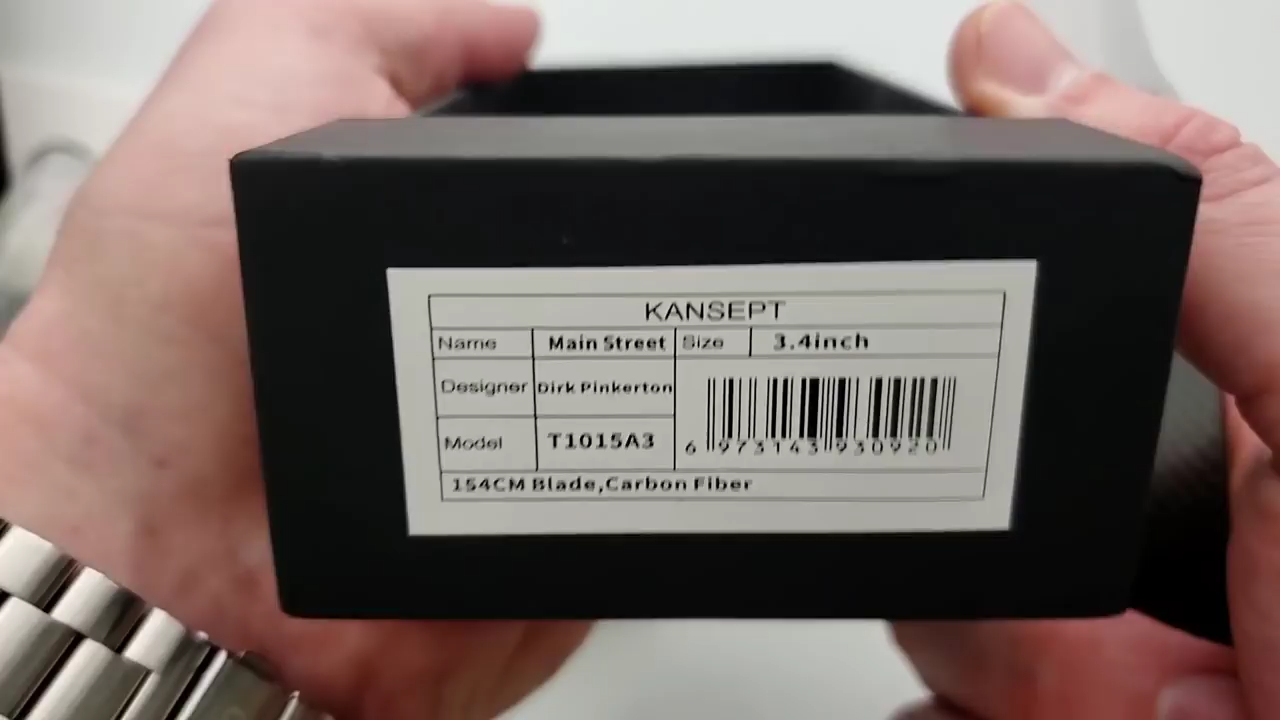 KANSEPT
Name Main Street Size 3.4inch
Designer Dirk Pinkerton
Model T1015A3
6 973143 930920
154CM Blade,Carbon Fiber